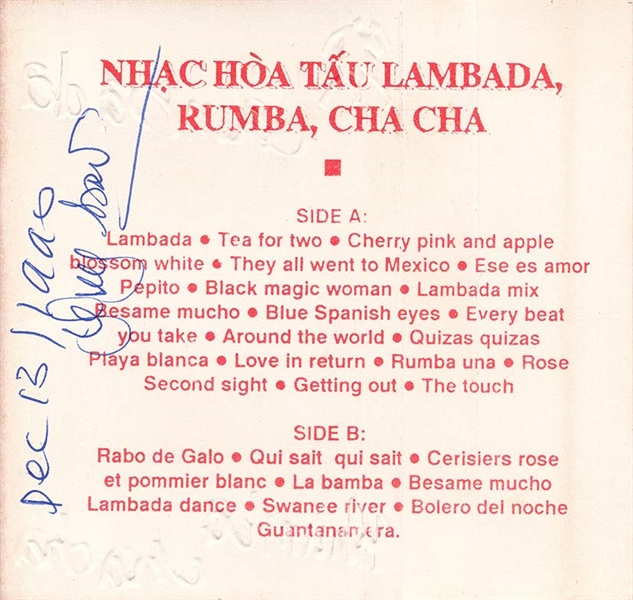 NHẠC HÒA TẤU LAMBADA,
RUMBA, CHA CHA
SIDE A:
Lambada ● Tea for two ● Cherry pink and apple
blossom white ● They all went to Mexico ● Ese es amor
Pepito ● Black magic woman ● Lambada mix
Besame mucho ● Blue Spanish eyes ● Every beat
you take ● Around the world ● Quizas quizas
Playa blanca ● Love in return ● Rumba una ● Rose
Second sight ● Getting out ● The touch
SIDE B:
Rabo de Galo ● Qui sait qui sait ● Cerisiers rose
et pommier blanc ● La bamba ● Besame mucho
Lambada dance ● Swanee river ● Bolero del noche
Guantanamera.
Dec 13/